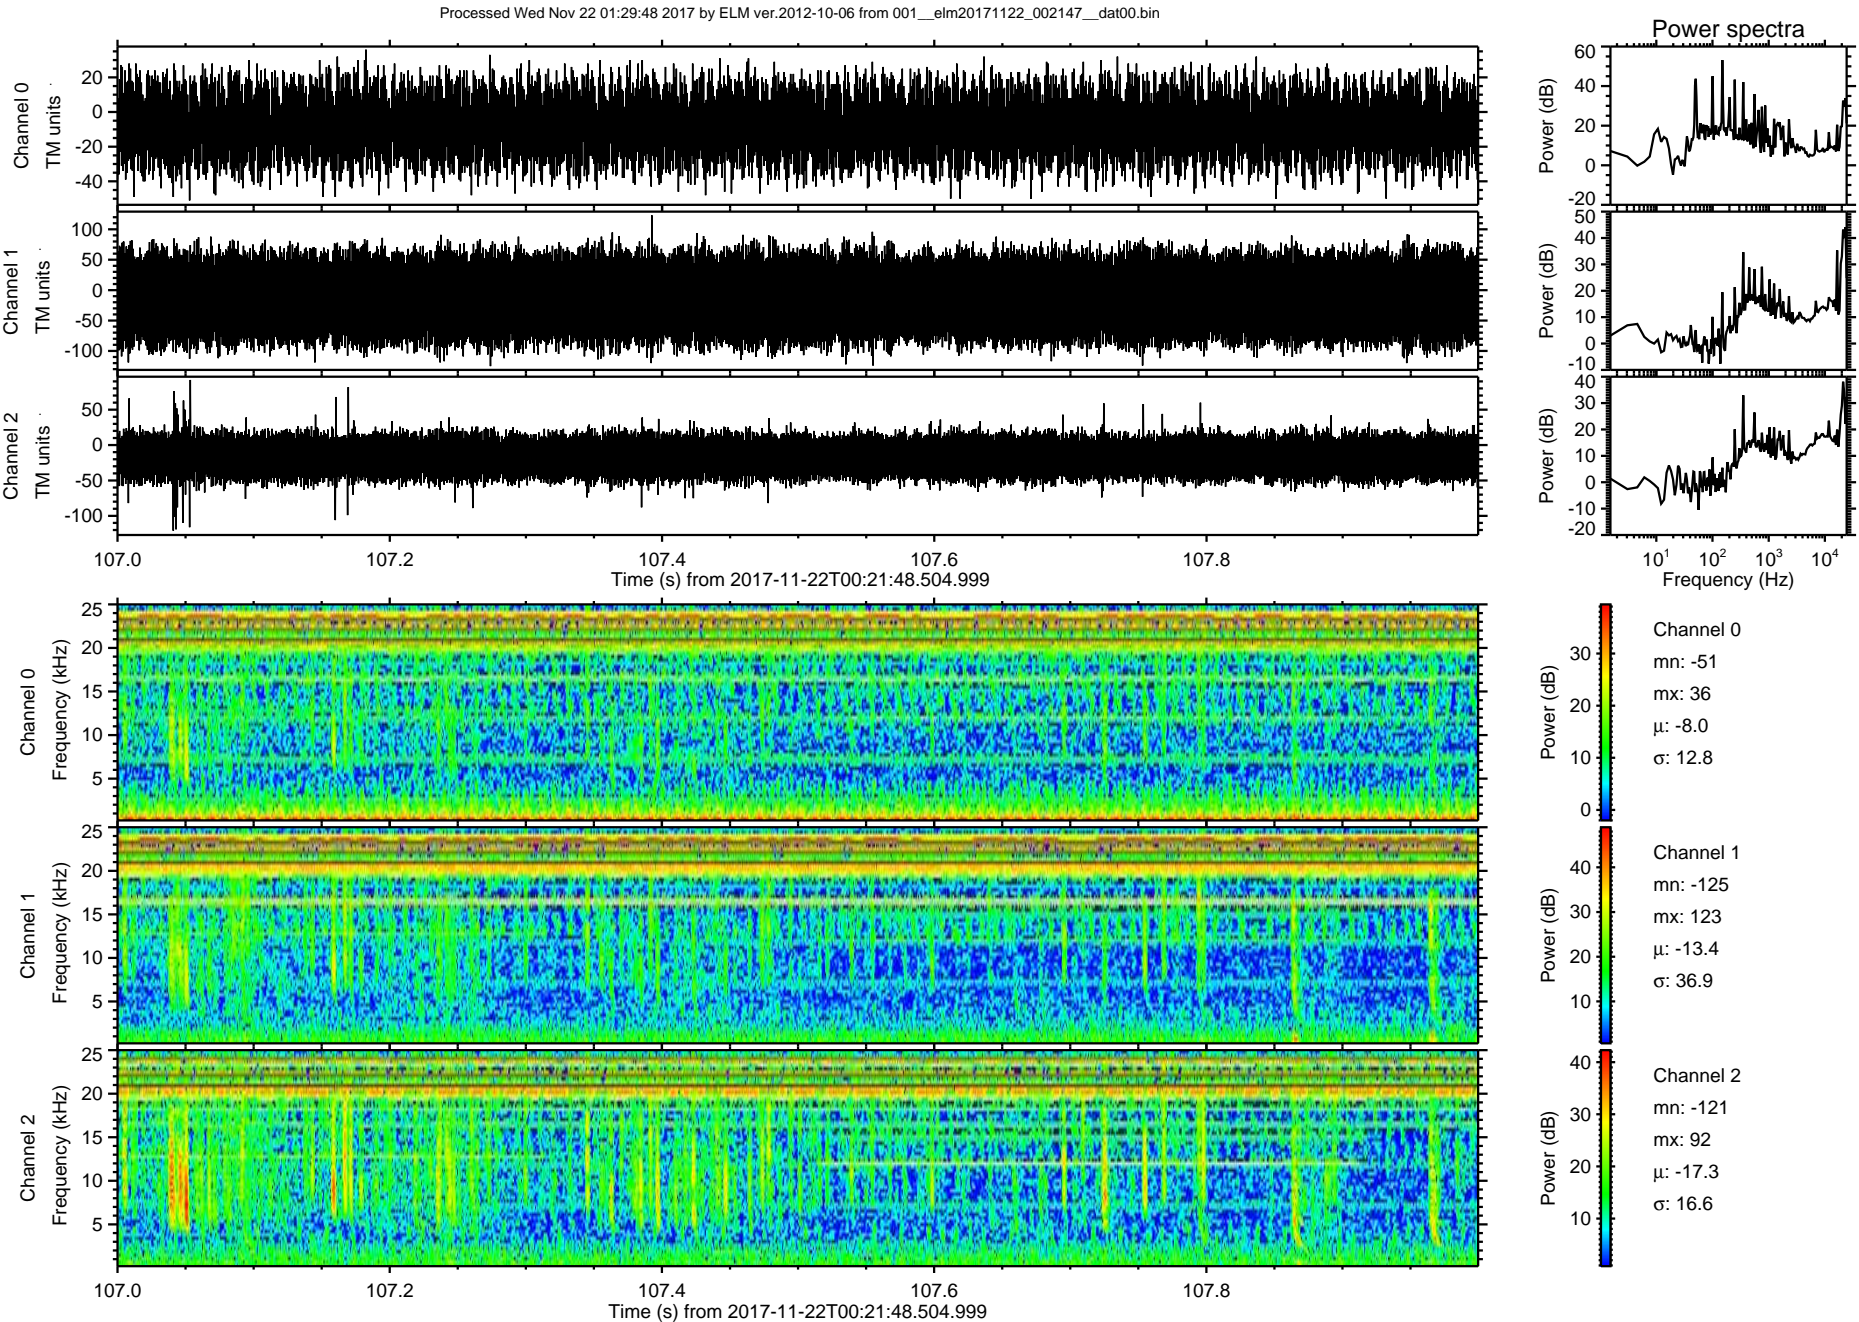 Processed Wed Nov 22 01:29:48 2017 by ELM ver.2012-10-06 from 001__elm20171122_002147__dat00.bin
Power spectra
Channel 0
TM units
20
0
-20
-40
Power (dB)
60
40
20
0
-20
Channel 1
TM units
100
50
0
-50
-100
Power (dB)
50
40
30
20
10
0
-10
Channel 2
TM units
50
0
-50
-100
Power (dB)
40
30
20
10
0
-10
-20
107.0 107.2 107.4 107.6 107.8
Time (s) from 2017-11-22T00:21:48.504.999
10¹ 10² 10³ 10⁴
Frequency (Hz)
Channel 0
Frequency (kHz)
25
20
15
10
5
Power (dB)
30
20
10
0
Channel 0
mn: -51
mx: 36
µ: -8.0
σ: 12.8
Channel 1
Frequency (kHz)
25
20
15
10
5
Power (dB)
40
30
20
10
Channel 1
mn: -125
mx: 123
µ: -13.4
σ: 36.9
Channel 2
Frequency (kHz)
25
20
15
10
5
Power (dB)
40
30
20
10
Channel 2
mn: -121
mx: 92
µ: -17.3
σ: 16.6
107.0 107.2 107.4 107.6 107.8
Time (s) from 2017-11-22T00:21:48.504.999